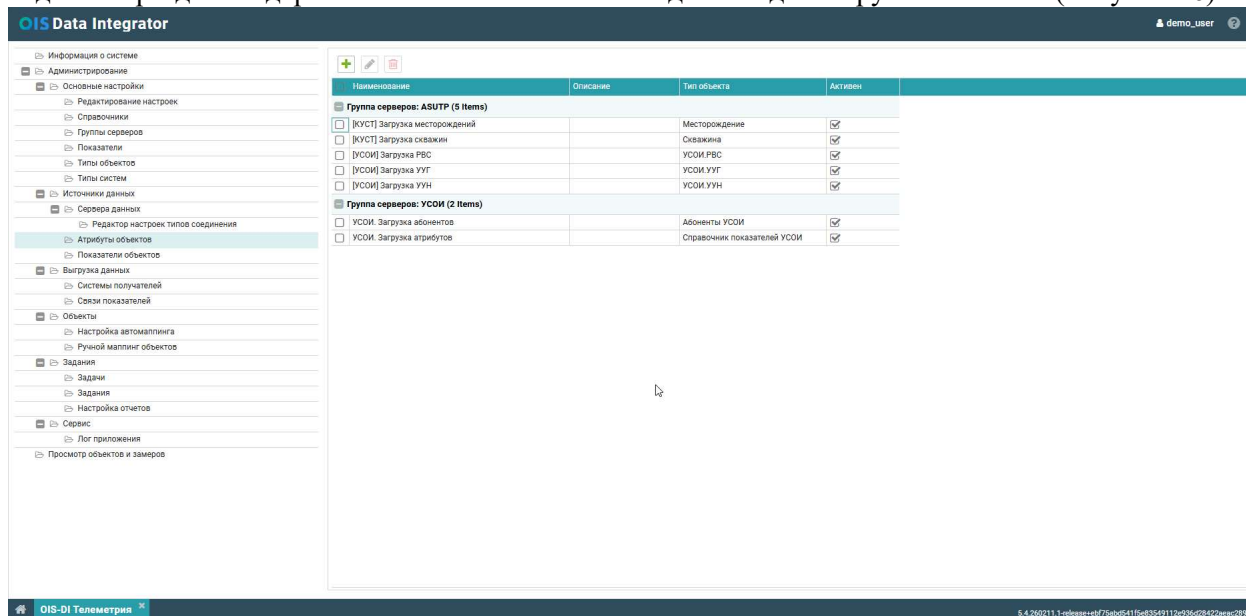 OIS Data Integrator
demo_user
Информация о системе
Администрирование
Основные настройки
Редактирование настроек
Справочники
Группы серверов
Показатели
Типы объектов
Типы систем
Источники данных
Сервера данных
Редактор настроек типов соединения
Атрибуты объектов
Показатели объектов
Выгрузка данных
Системы получателей
Связи показателей
Объекты
Настройка автомаппинга
Ручной маппинг объектов
Задания
Задачи
Задания
Настройка отчетов
Сервис
Лог приложения
Просмотр объектов и замеров
Наименование Описание Тип объекта Активен
Группа серверов: ASUTP (5 Items)
[КУСТ] Загрузка месторождений Месторождение
[КУСТ] Загрузка скважин Скважина
[УСОИ] Загрузка РВС УСОИ.РВС
[УСОИ] Загрузка УУГ УСОИ.УУГ
[УСОИ] Загрузка УУН УСОИ.УУН
Группа серверов: УСОИ (2 Items)
УСОИ. Загрузка абонентов Абоненты УСОИ
УСОИ. Загрузка атрибутов Справочник показателей УСОИ
OIS-DI Телеметрия